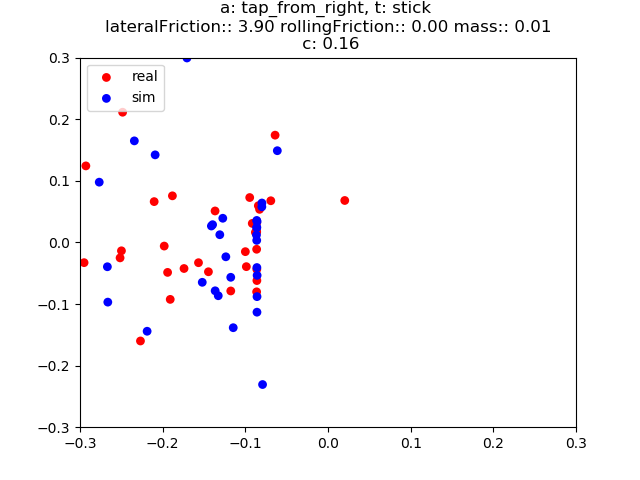 a: tap_from_right, t: stick
lateralFriction:: 3.90 rollingFriction:: 0.00 mass:: 0.01
c: 0.16
0.3
real
sim
0.2
0.1
0.0
−0.1
−0.2
−0.3
−0.3
−0.2
−0.1
0.0
0.1
0.2
0.3